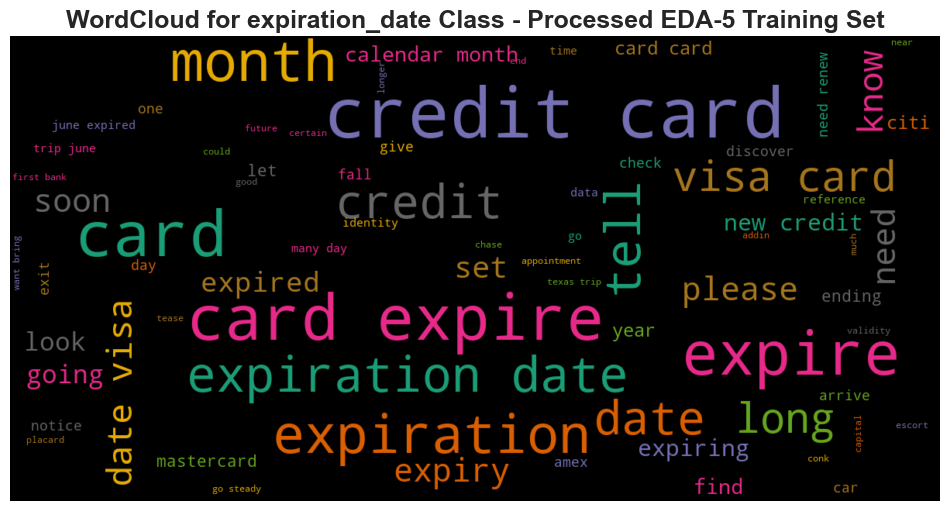 WordCloud for expiration_date Class - Processed EDA-5 Training Set
month
calendar month
end
time
card card
near
longer
need renew
know
credit card
one
june expired
future
certain
citi
trip june
could
give
discover
first bank
good
let
fall
check
visa card
soon
credit
identity
data
reference
new credit
card
many day
go
tell
addin
much
need
want bring
exit
day
expired
set
chase
appointment
texas trip
please
ending
look
date visa
tease
card expire
year
expire
validity
going
expiration date
arrive
notice
placard
expiration
date
long
capital
escort
mastercard
expiry
amex
expiring
conk
go steady
find
car